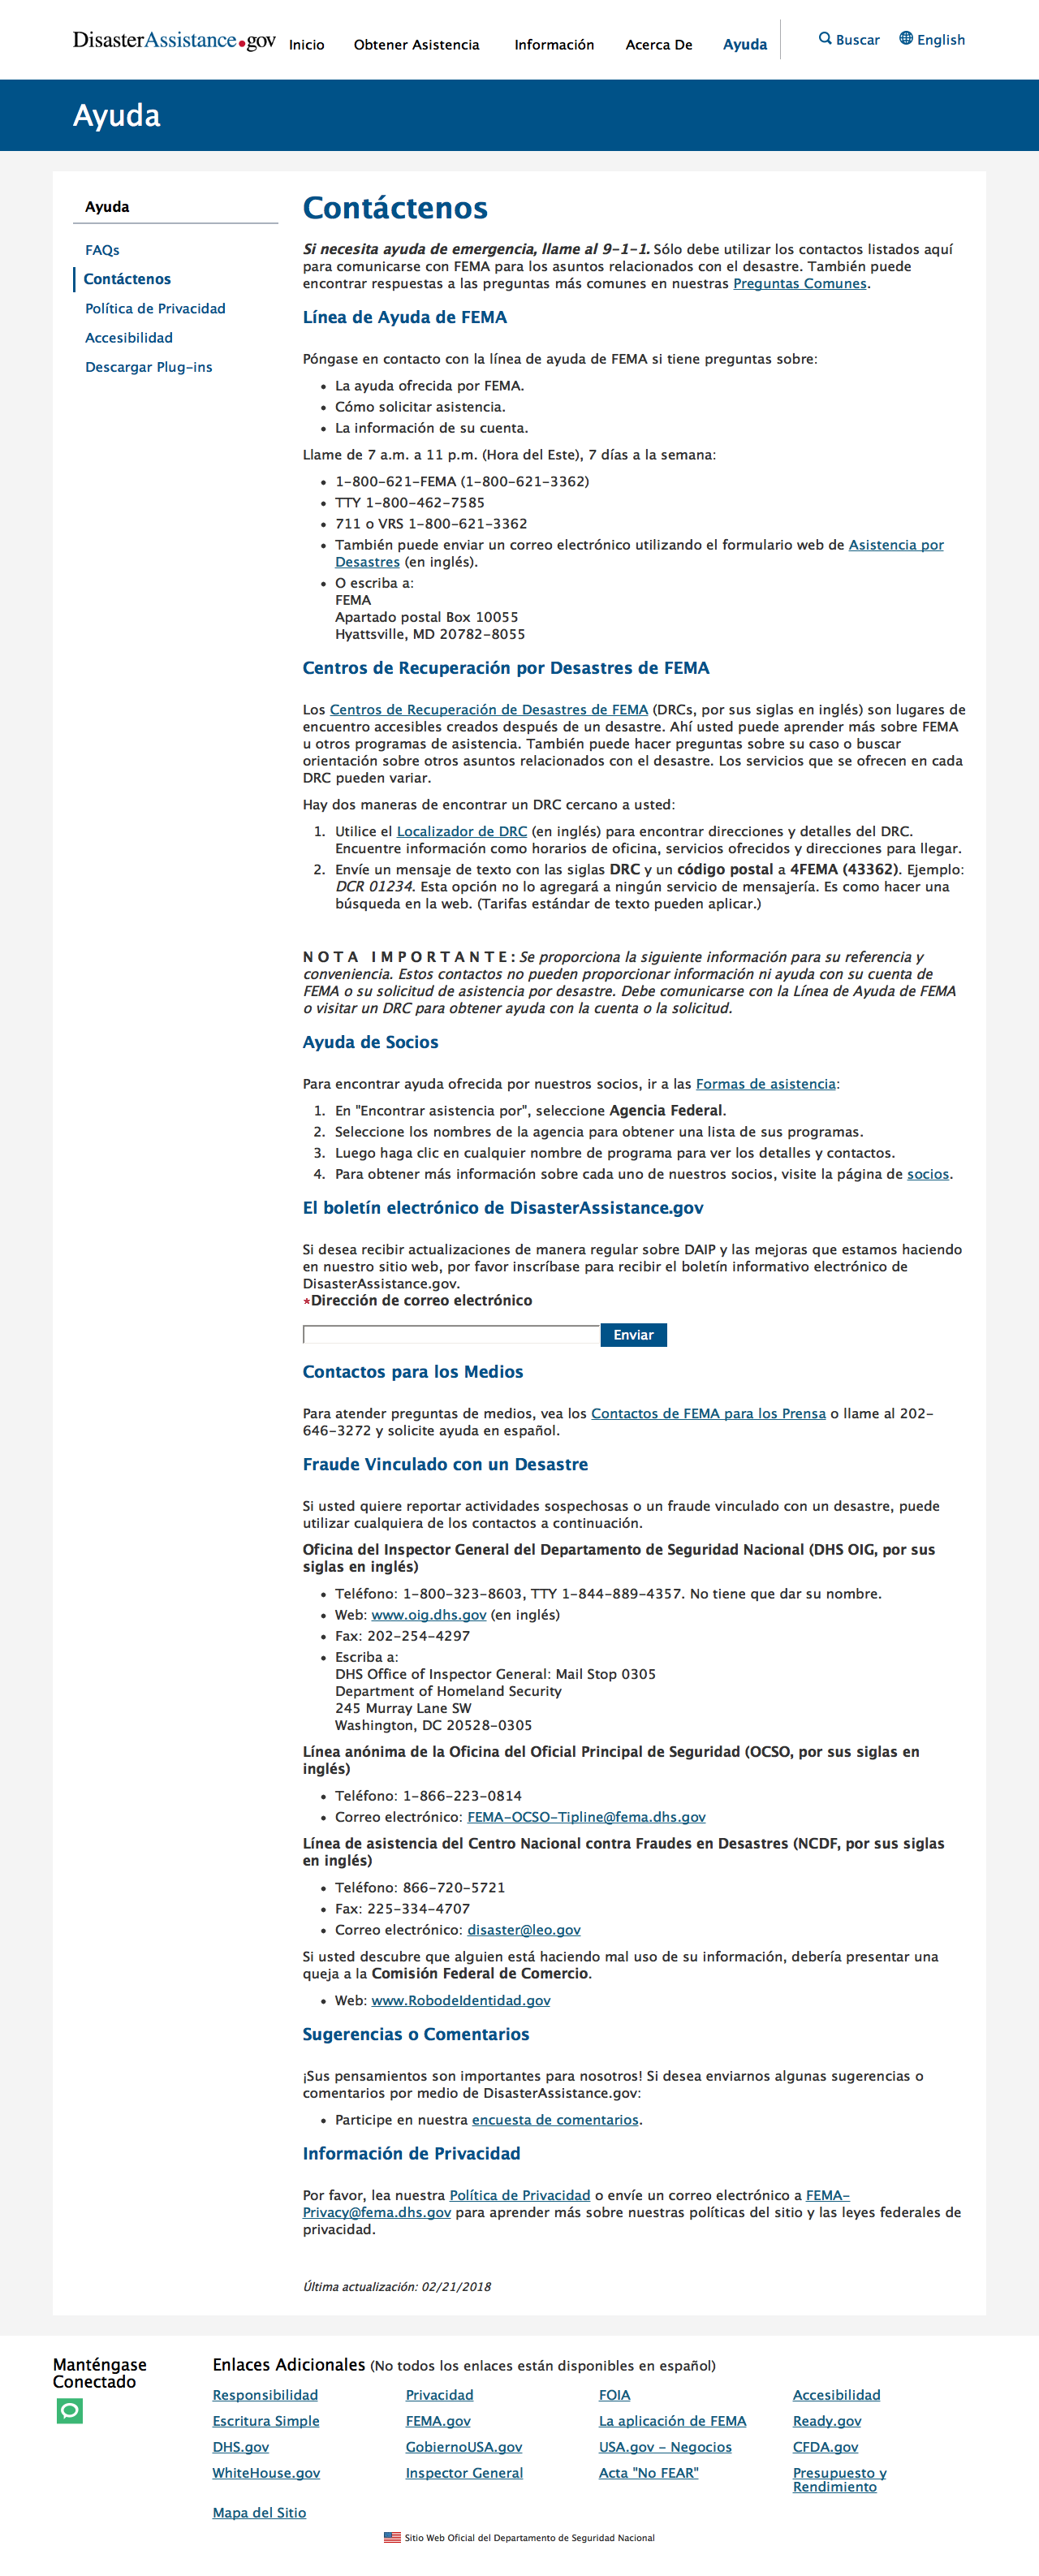 DisasterAssistance.gov
Inicio
Obtener Asistencia
Información
Acerca De
Ayuda
Buscar
English
Ayuda
Ayuda
FAQs
Contáctenos
Política de Privacidad
Accesibilidad
Descargar Plug-ins
Contáctenos
Si necesita ayuda de emergencia, llame al 9-1-1. Sólo debe utilizar los contactos listados aquí
para comunicarse con FEMA para los asuntos relacionados con el desastre. También puede
encontrar respuestas a las preguntas más comunes en nuestras Preguntas Comunes.
Línea de Ayuda de FEMA
Póngase en contacto con la línea de ayuda de FEMA si tiene preguntas sobre:
• La ayuda ofrecida por FEMA.
• Cómo solicitar asistencia.
• La información de su cuenta.
Llame de 7 a.m. a 11 p.m. (Hora del Este), 7 días a la semana:
• 1-800-621-FEMA (1-800-621-3362)
• TTY 1-800-462-7585
• 711 o VRS 1-800-621-3362
• También puede enviar un correo electrónico utilizando el formulario web de Asistencia por
Desastres (en inglés).
• O escriba a:
FEMA
Apartado postal Box 10055
Hyattsville, MD 20782-8055
Centros de Recuperación por Desastres de FEMA
Los Centros de Recuperación de Desastres de FEMA (DRCs, por sus siglas en inglés) son lugares de
encuentro accesibles creados después de un desastre. Ahí usted puede aprender más sobre FEMA
u otros programas de asistencia. También puede hacer preguntas sobre su caso o buscar
orientación sobre otros asuntos relacionados con el desastre. Los servicios que se ofrecen en cada
DRC pueden variar.
Hay dos maneras de encontrar un DRC cercano a usted:
1. Utilice el Localizador de DRC (en inglés) para encontrar direcciones y detalles del DRC.
Encuentre información como horarios de oficina, servicios ofrecidos y direcciones para llegar.
2. Envíe un mensaje de texto con las siglas DRC y un código postal a 4FEMA (43362). Ejemplo:
DCR 01234. Esta opción no lo agregará a ningún servicio de mensajería. Es como hacer una
búsqueda en la web. (Tarifas estándar de texto pueden aplicar.)
NOTA IMPORTANTE: Se proporciona la siguiente información para su referencia y
conveniencia. Estos contactos no pueden proporcionar información ni ayuda con su cuenta de
FEMA o su solicitud de asistencia por desastre. Debe comunicarse con la Línea de Ayuda de FEMA
o visitar un DRC para obtener ayuda con la cuenta o la solicitud.
Ayuda de Socios
Para encontrar ayuda ofrecida por nuestros socios, ir a las Formas de asistencia:
1. En "Encontrar asistencia por", seleccione Agencia Federal.
2. Seleccione los nombres de la agencia para obtener una lista de sus programas.
3. Luego haga clic en cualquier nombre de programa para ver los detalles y contactos.
4. Para obtener más información sobre cada uno de nuestros socios, visite la página de socios.
El boletín electrónico de DisasterAssistance.gov
Si desea recibir actualizaciones de manera regular sobre DAIP y las mejoras que estamos haciendo
en nuestro sitio web, por favor inscríbase para recibir el boletín informativo electrónico de
DisasterAssistance.gov.
*Dirección de correo electrónico
Enviar
Contactos para los Medios
Para atender preguntas de medios, vea los Contactos de FEMA para los Prensa o llame al 202-
646-3272 y solicite ayuda en español.
Fraude Vinculado con un Desastre
Si usted quiere reportar actividades sospechosas o un fraude vinculado con un desastre, puede
utilizar cualquiera de los contactos a continuación.
Oficina del Inspector General del Departamento de Seguridad Nacional (DHS OIG, por sus
siglas en inglés)
• Teléfono: 1-800-323-8603, TTY 1-844-889-4357. No tiene que dar su nombre.
• Web: www.oig.dhs.gov (en inglés)
• Fax: 202-254-4297
• Escriba a:
DHS Office of Inspector General: Mail Stop 0305
Department of Homeland Security
245 Murray Lane SW
Washington, DC 20528-0305
Línea anónima de la Oficina del Oficial Principal de Seguridad (OCSO, por sus siglas en
inglés)
• Teléfono: 1-866-223-0814
• Correo electrónico: FEMA-OCSO-Tipline@fema.dhs.gov
Línea de asistencia del Centro Nacional contra Fraudes en Desastres (NCDF, por sus siglas
en inglés)
• Teléfono: 866-720-5721
• Fax: 225-334-4707
• Correo electrónico: disaster@leo.gov
Si usted descubre que alguien está haciendo mal uso de su información, debería presentar una
queja a la Comisión Federal de Comercio.
• Web: www.RobodeIdentidad.gov
Sugerencias o Comentarios
¡Sus pensamientos son importantes para nosotros! Si desea enviarnos algunas sugerencias o
comentarios por medio de DisasterAssistance.gov:
• Participe en nuestra encuesta de comentarios.
Información de Privacidad
Por favor, lea nuestra Política de Privacidad o envíe un correo electrónico a FEMA-
Privacy@fema.dhs.gov para aprender más sobre nuestras políticas del sitio y las leyes federales de
privacidad.
Última actualización: 02/21/2018
Manténgase
Conectado
Enlaces Adicionales (No todos los enlaces están disponibles en español)
Responsibilidad
Privacidad
FOIA
Accesibilidad
Escritura Simple
FEMA.gov
La aplicación de FEMA
Ready.gov
DHS.gov
GobiernoUSA.gov
USA.gov - Negocios
CFDA.gov
WhiteHouse.gov
Inspector General
Acta "No FEAR"
Presupuesto y
Rendimiento
Mapa del Sitio
Sitio Web Oficial del Departamento de Seguridad Nacional